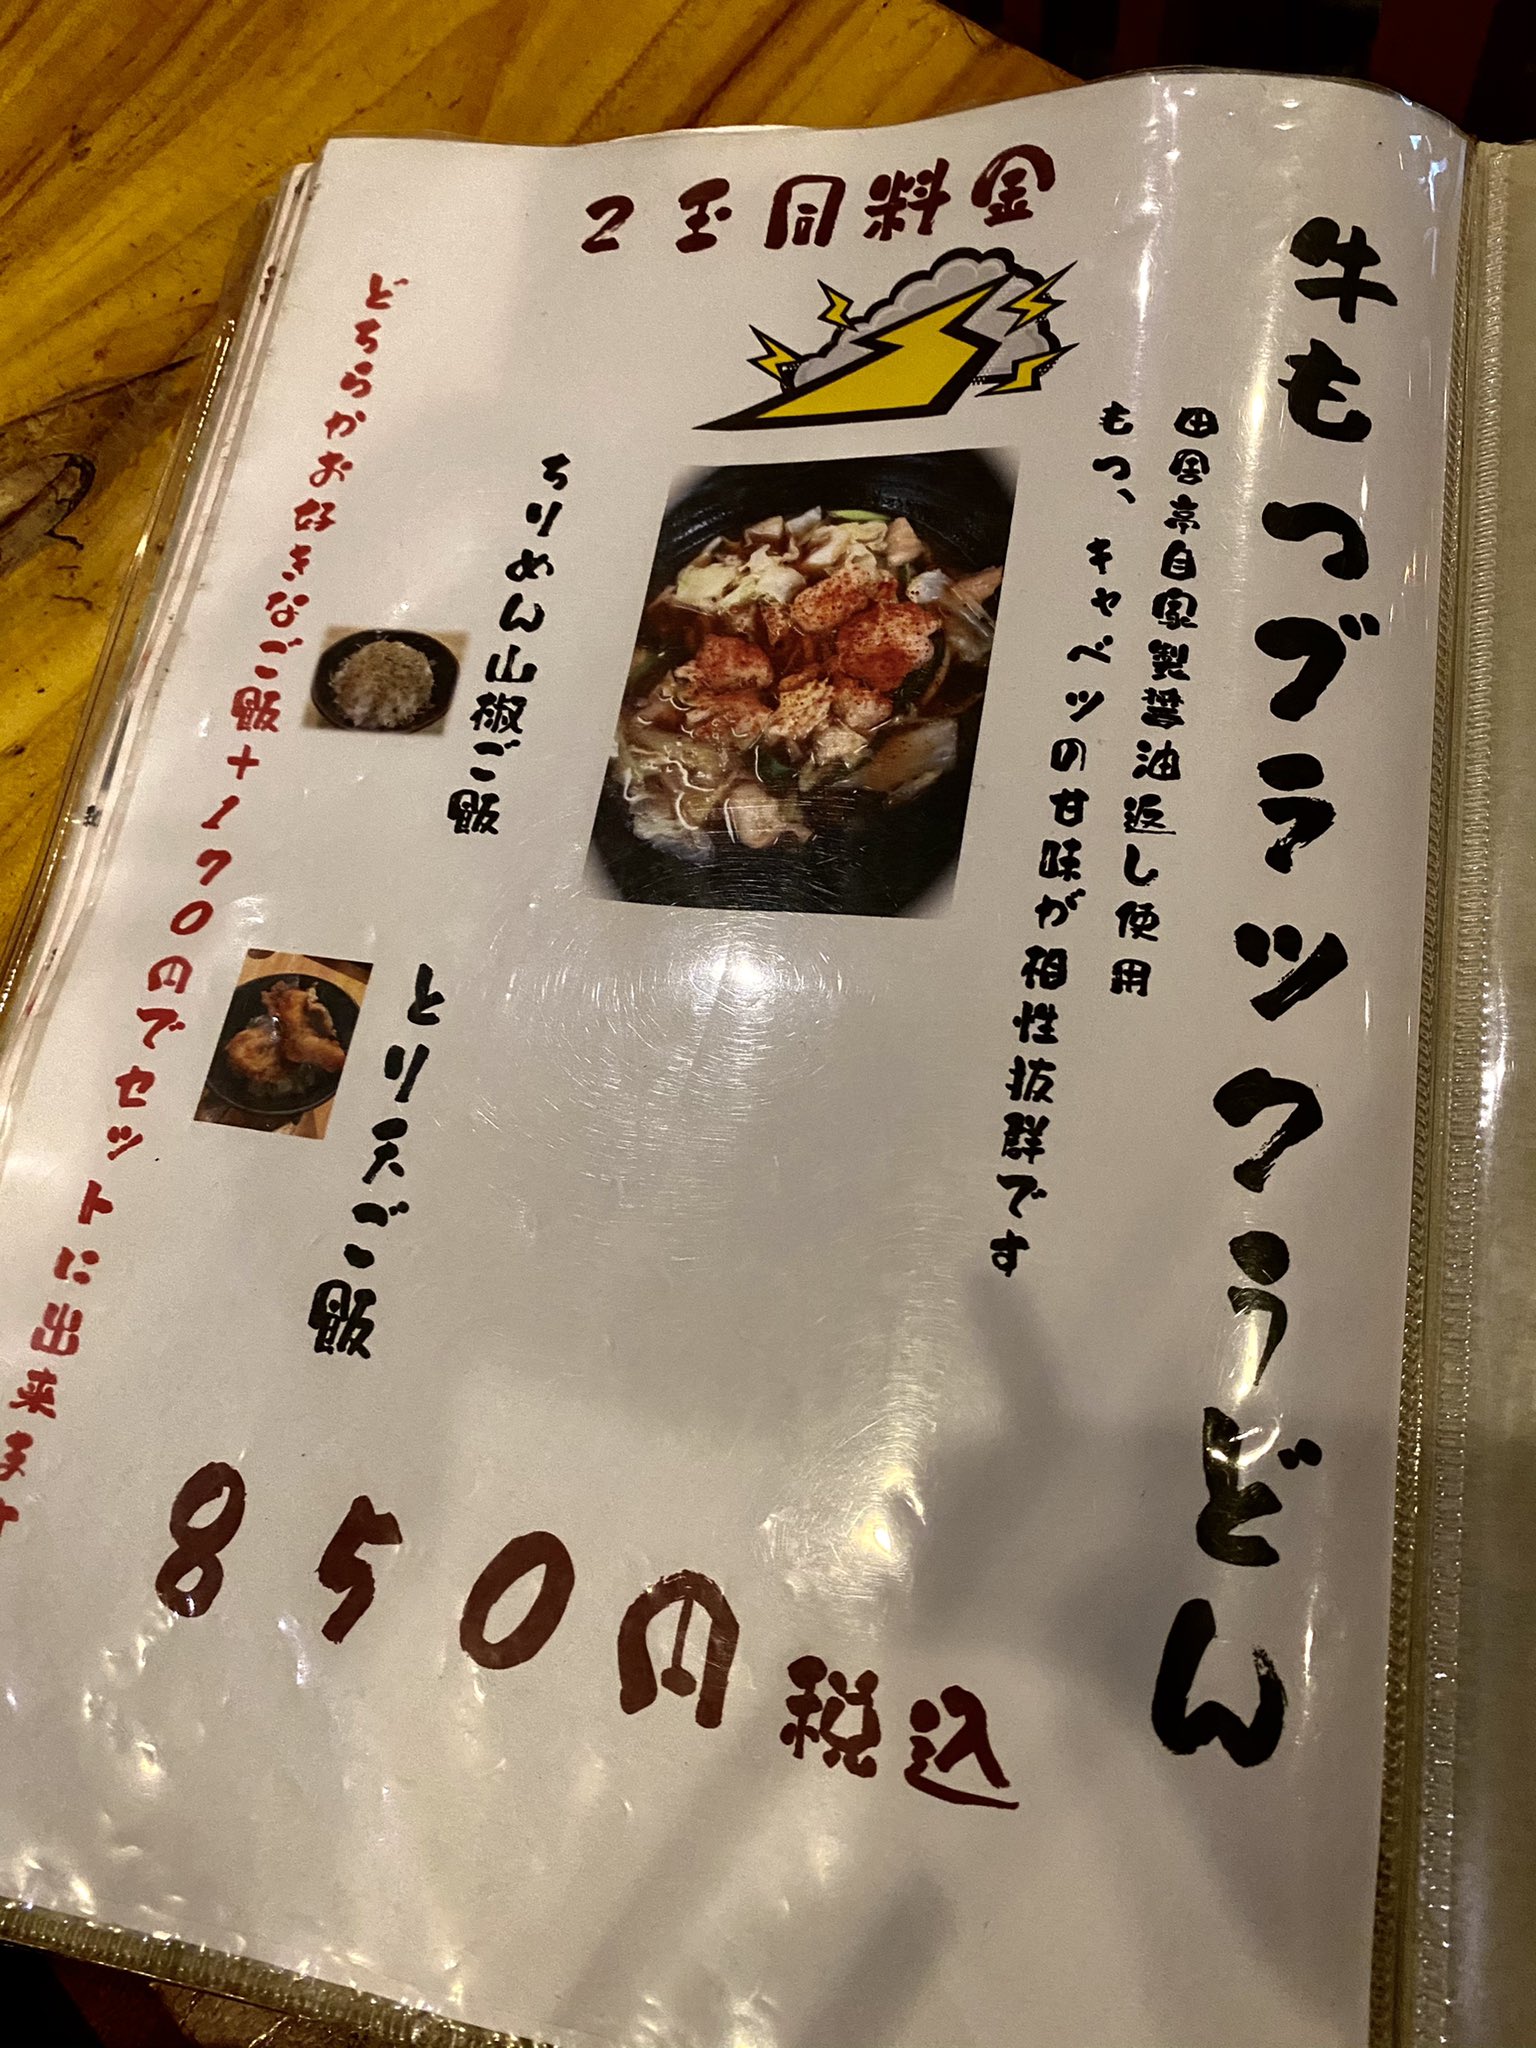 牛もつブラックうどん
田舎亭自家製醤油返し使用
もつ、キャベツの甘味が相性抜群です
2玉同料金
ちりめん山椒ご飯
とり天ご飯
どちらかお好きなご飯+170円でセットに出来ます
850円税込